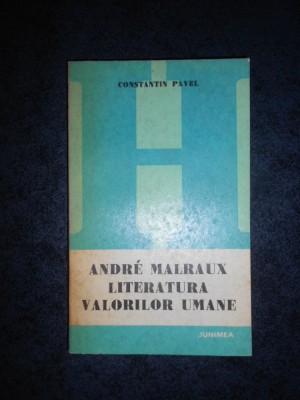 CONSTANTIN PAVEL
ANDRÉ MALRAUX
LITERATURA
VALORILOR UMANE
JUNIMEA